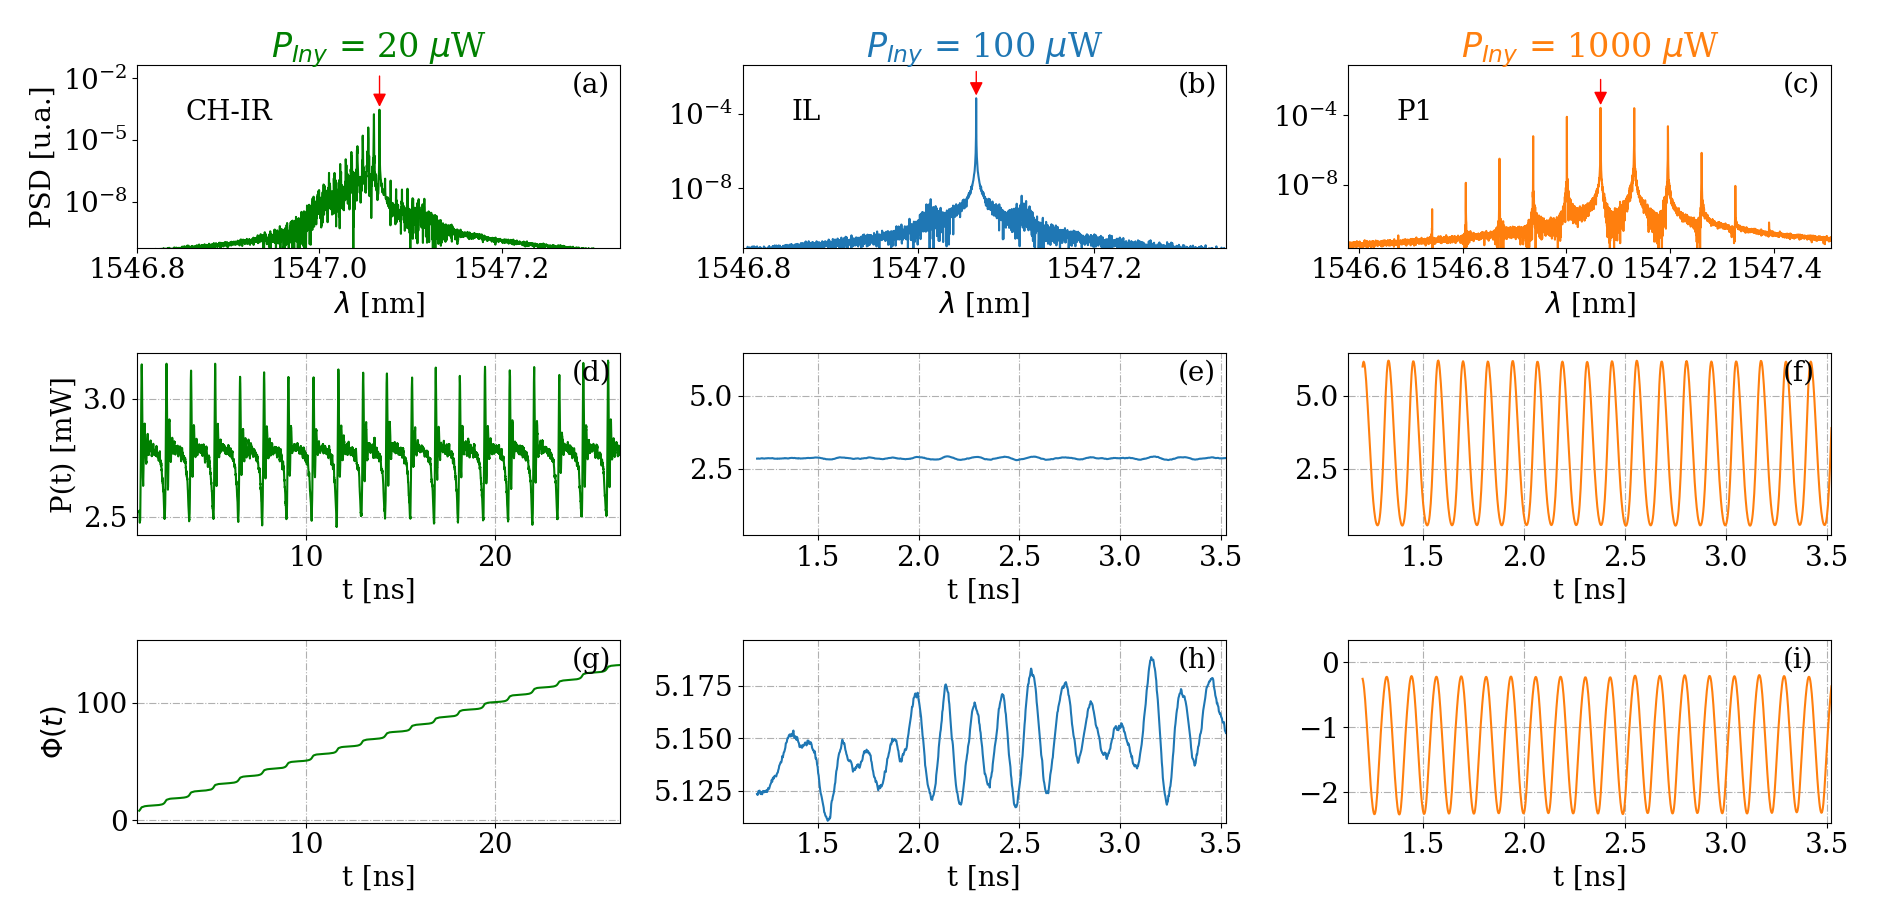 P_Iny = 20 μW
P_Iny = 100 μW
P_Iny = 1000 μW
PSD [u.a.]
10^−2
10^−5
10^−8
CH-IR
(a)
1546.8 1547.0 1547.2
λ [nm]
10^−4
10^−8
IL
(b)
1546.8 1547.0 1547.2
λ [nm]
10^−4
10^−8
P1
(c)
1546.6 1546.8 1547.0 1547.2 1547.4
λ [nm]
P(t) [mW]
3.0
2.5
(d)
10 20
t [ns]
5.0
2.5
(e)
1.5 2.0 2.5 3.0 3.5
t [ns]
5.0
2.5
(f)
1.5 2.0 2.5 3.0 3.5
t [ns]
Φ(t)
100
0
(g)
10 20
t [ns]
5.175
5.150
5.125
(h)
1.5 2.0 2.5 3.0 3.5
t [ns]
0
−1
−2
(i)
1.5 2.0 2.5 3.0 3.5
t [ns]